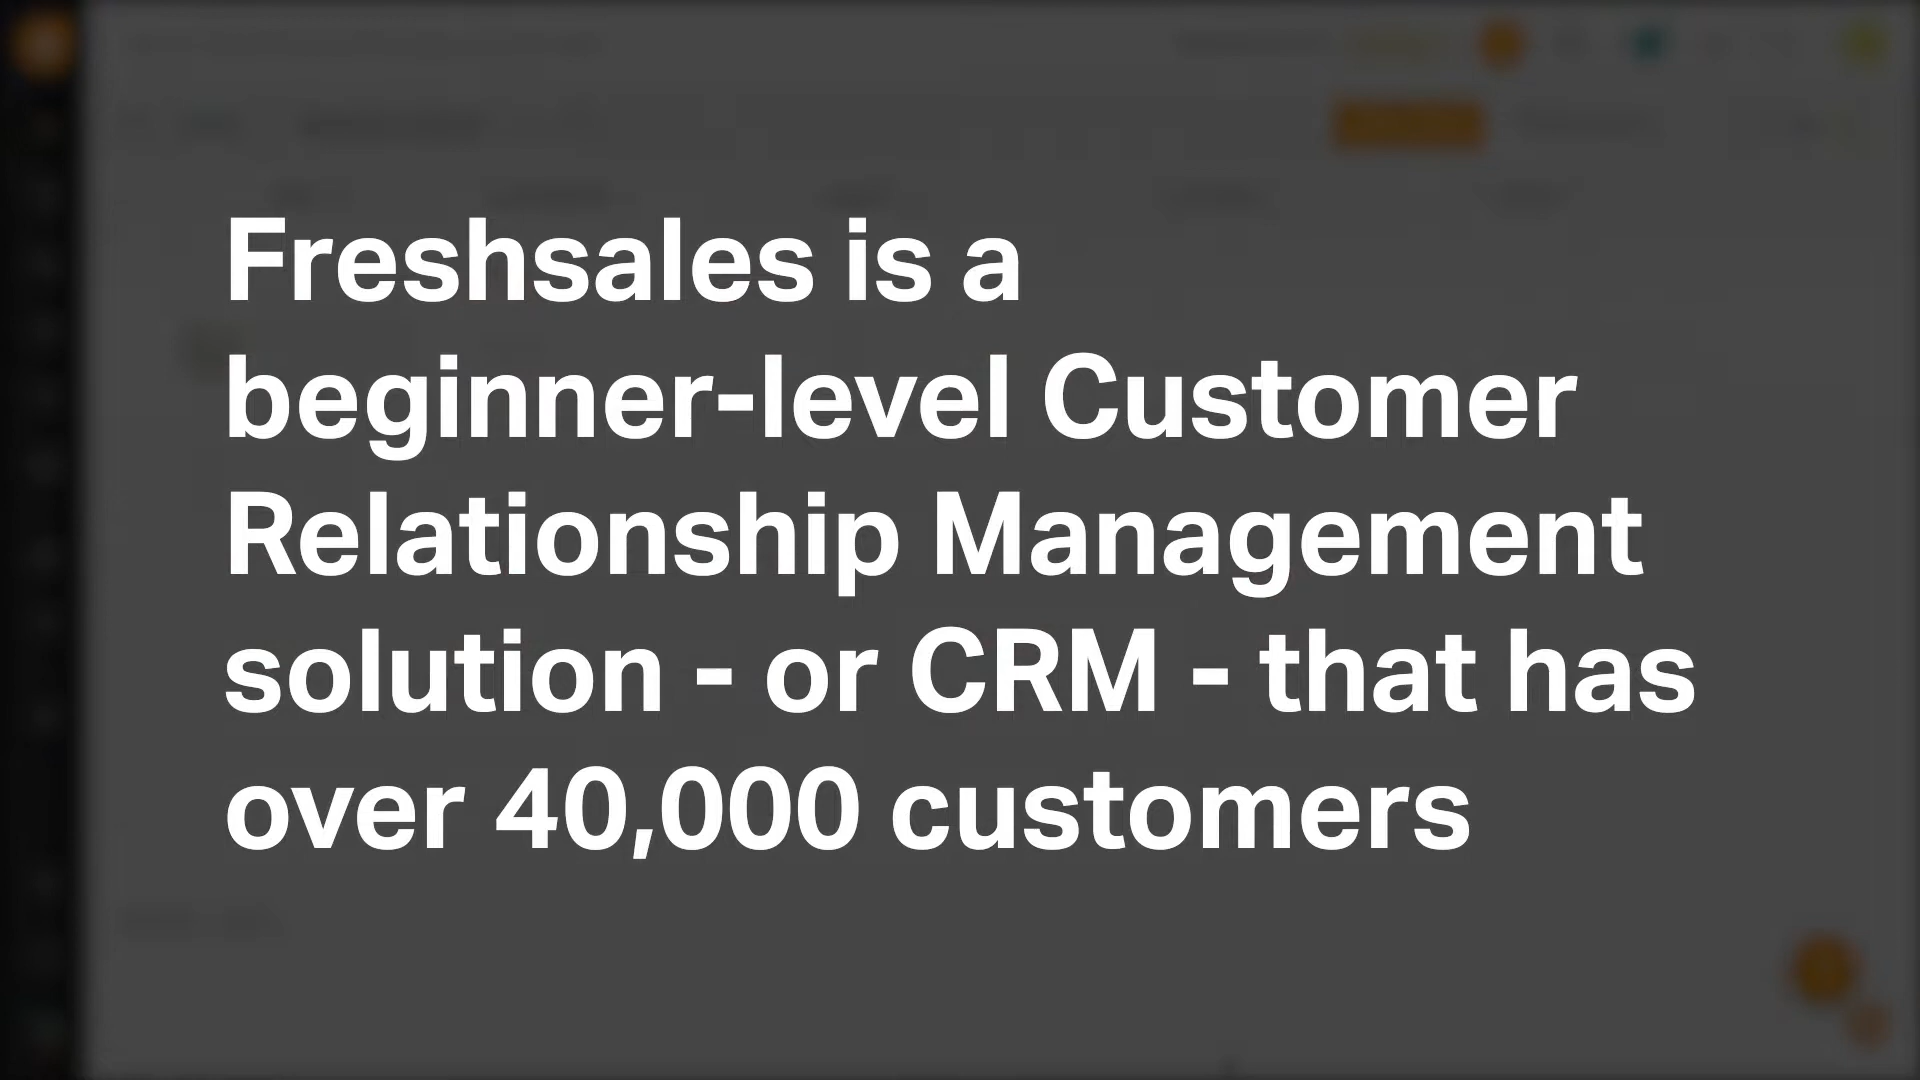 Freshsales is a
beginner-level Customer
Relationship Management
solution - or CRM - that has
over 40,000 customers